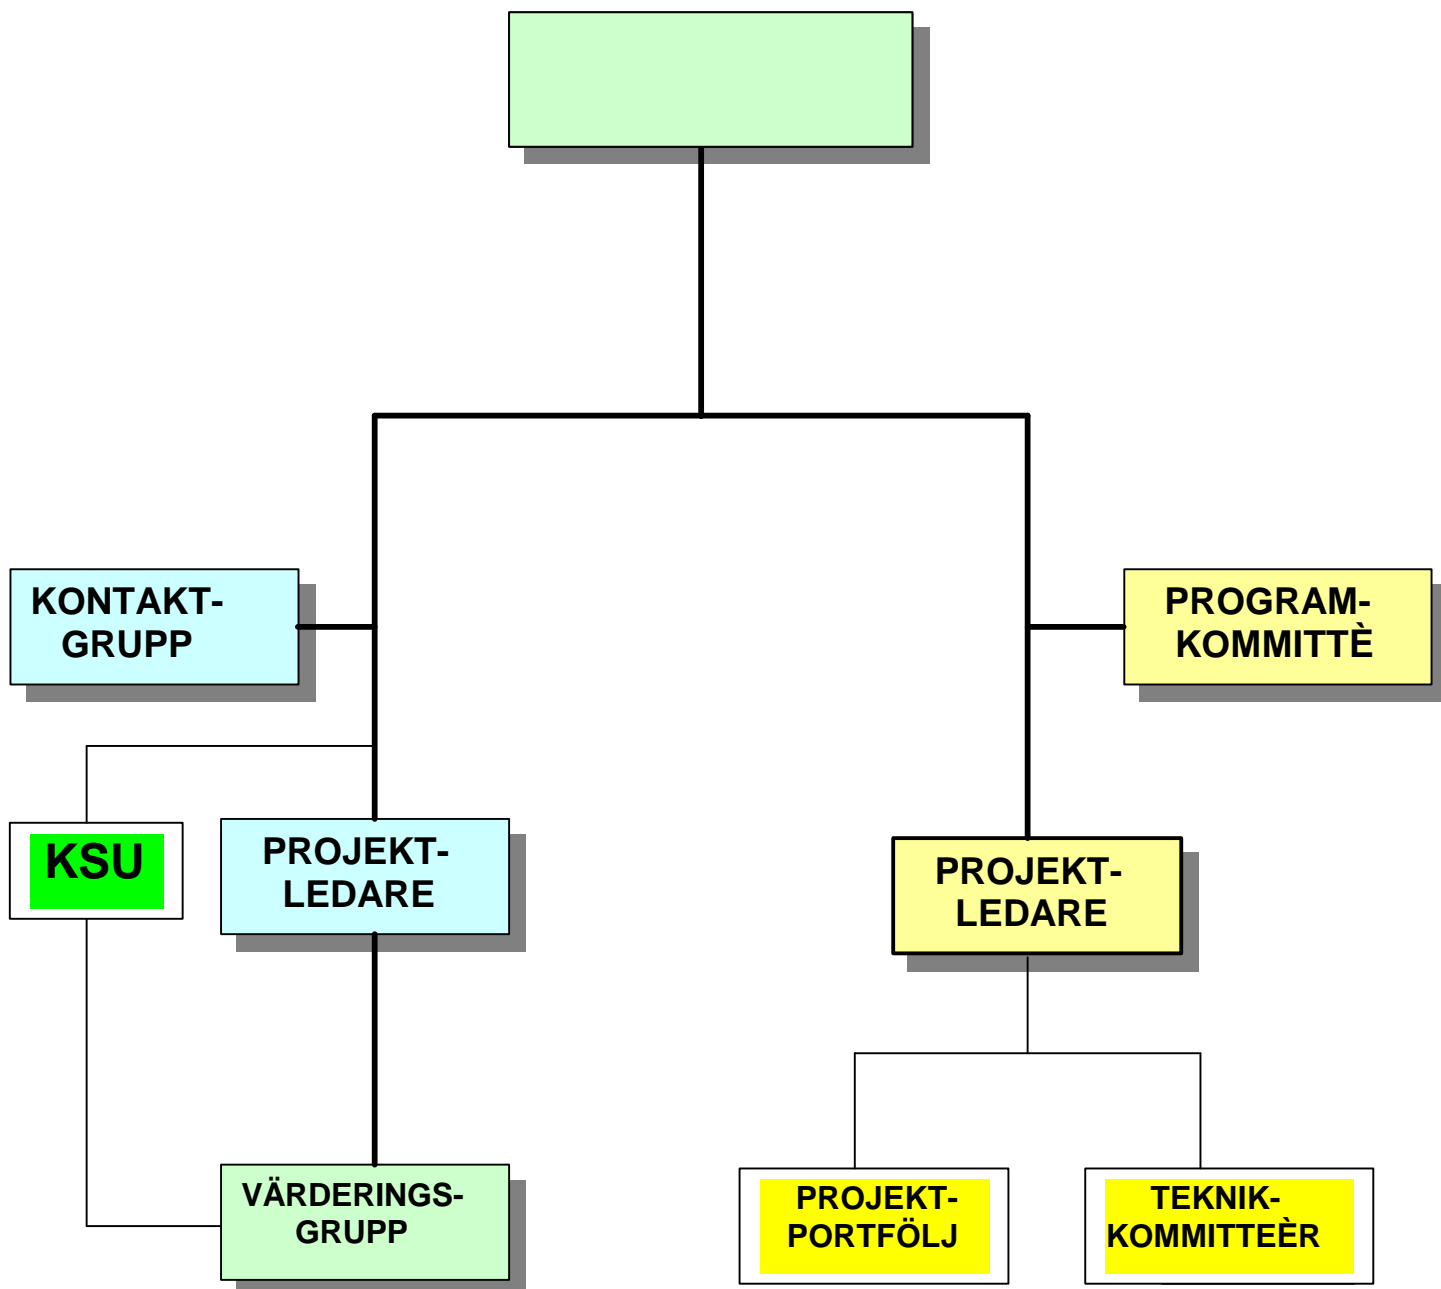 KONTAKT-
GRUPP
PROGRAM-
KOMMITTÈ
KSU
PROJEKT-
LEDARE
PROJEKT-
LEDARE
VÄRDERINGS-
GRUPP
PROJEKT-
PORTFÖLJ
TEKNIK-
KOMMITTEÈR